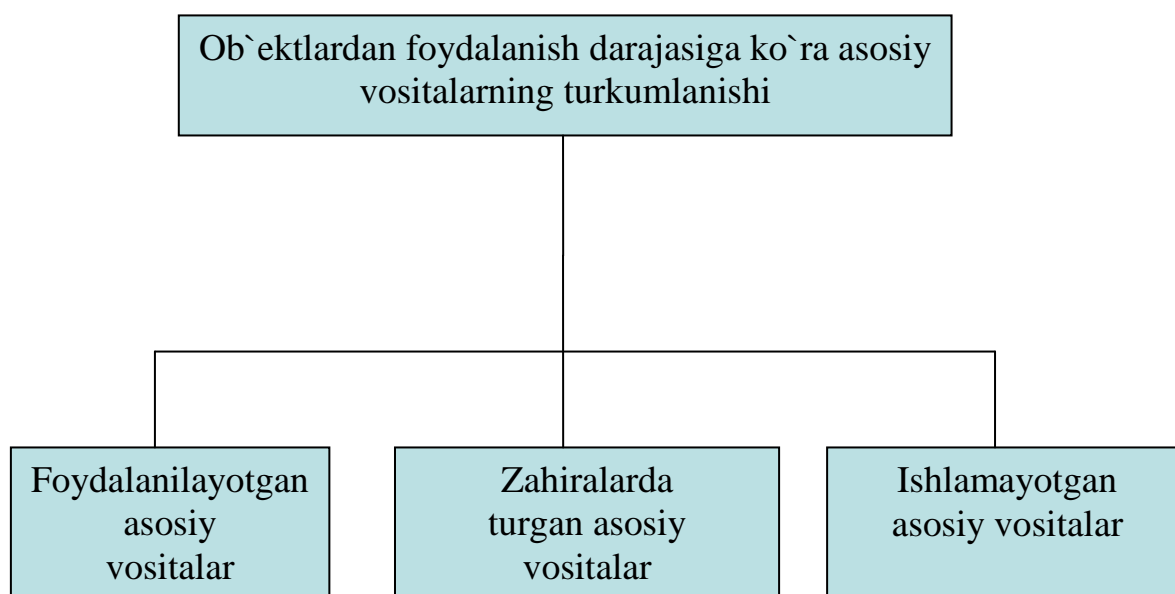 Ob`ektlardan foydalanish darajasiga ko`ra asosiy
vositalarning turkumlanishi
Foydalanilayotgan
asosiy
vositalar
Zahiralarda
turgan asosiy
vositalar
Ishlamayotgan
asosiy vositalar